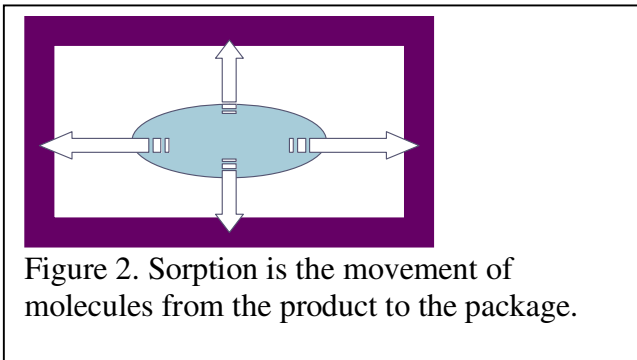 Figure 2. Sorption is the movement of
molecules from the product to the package.